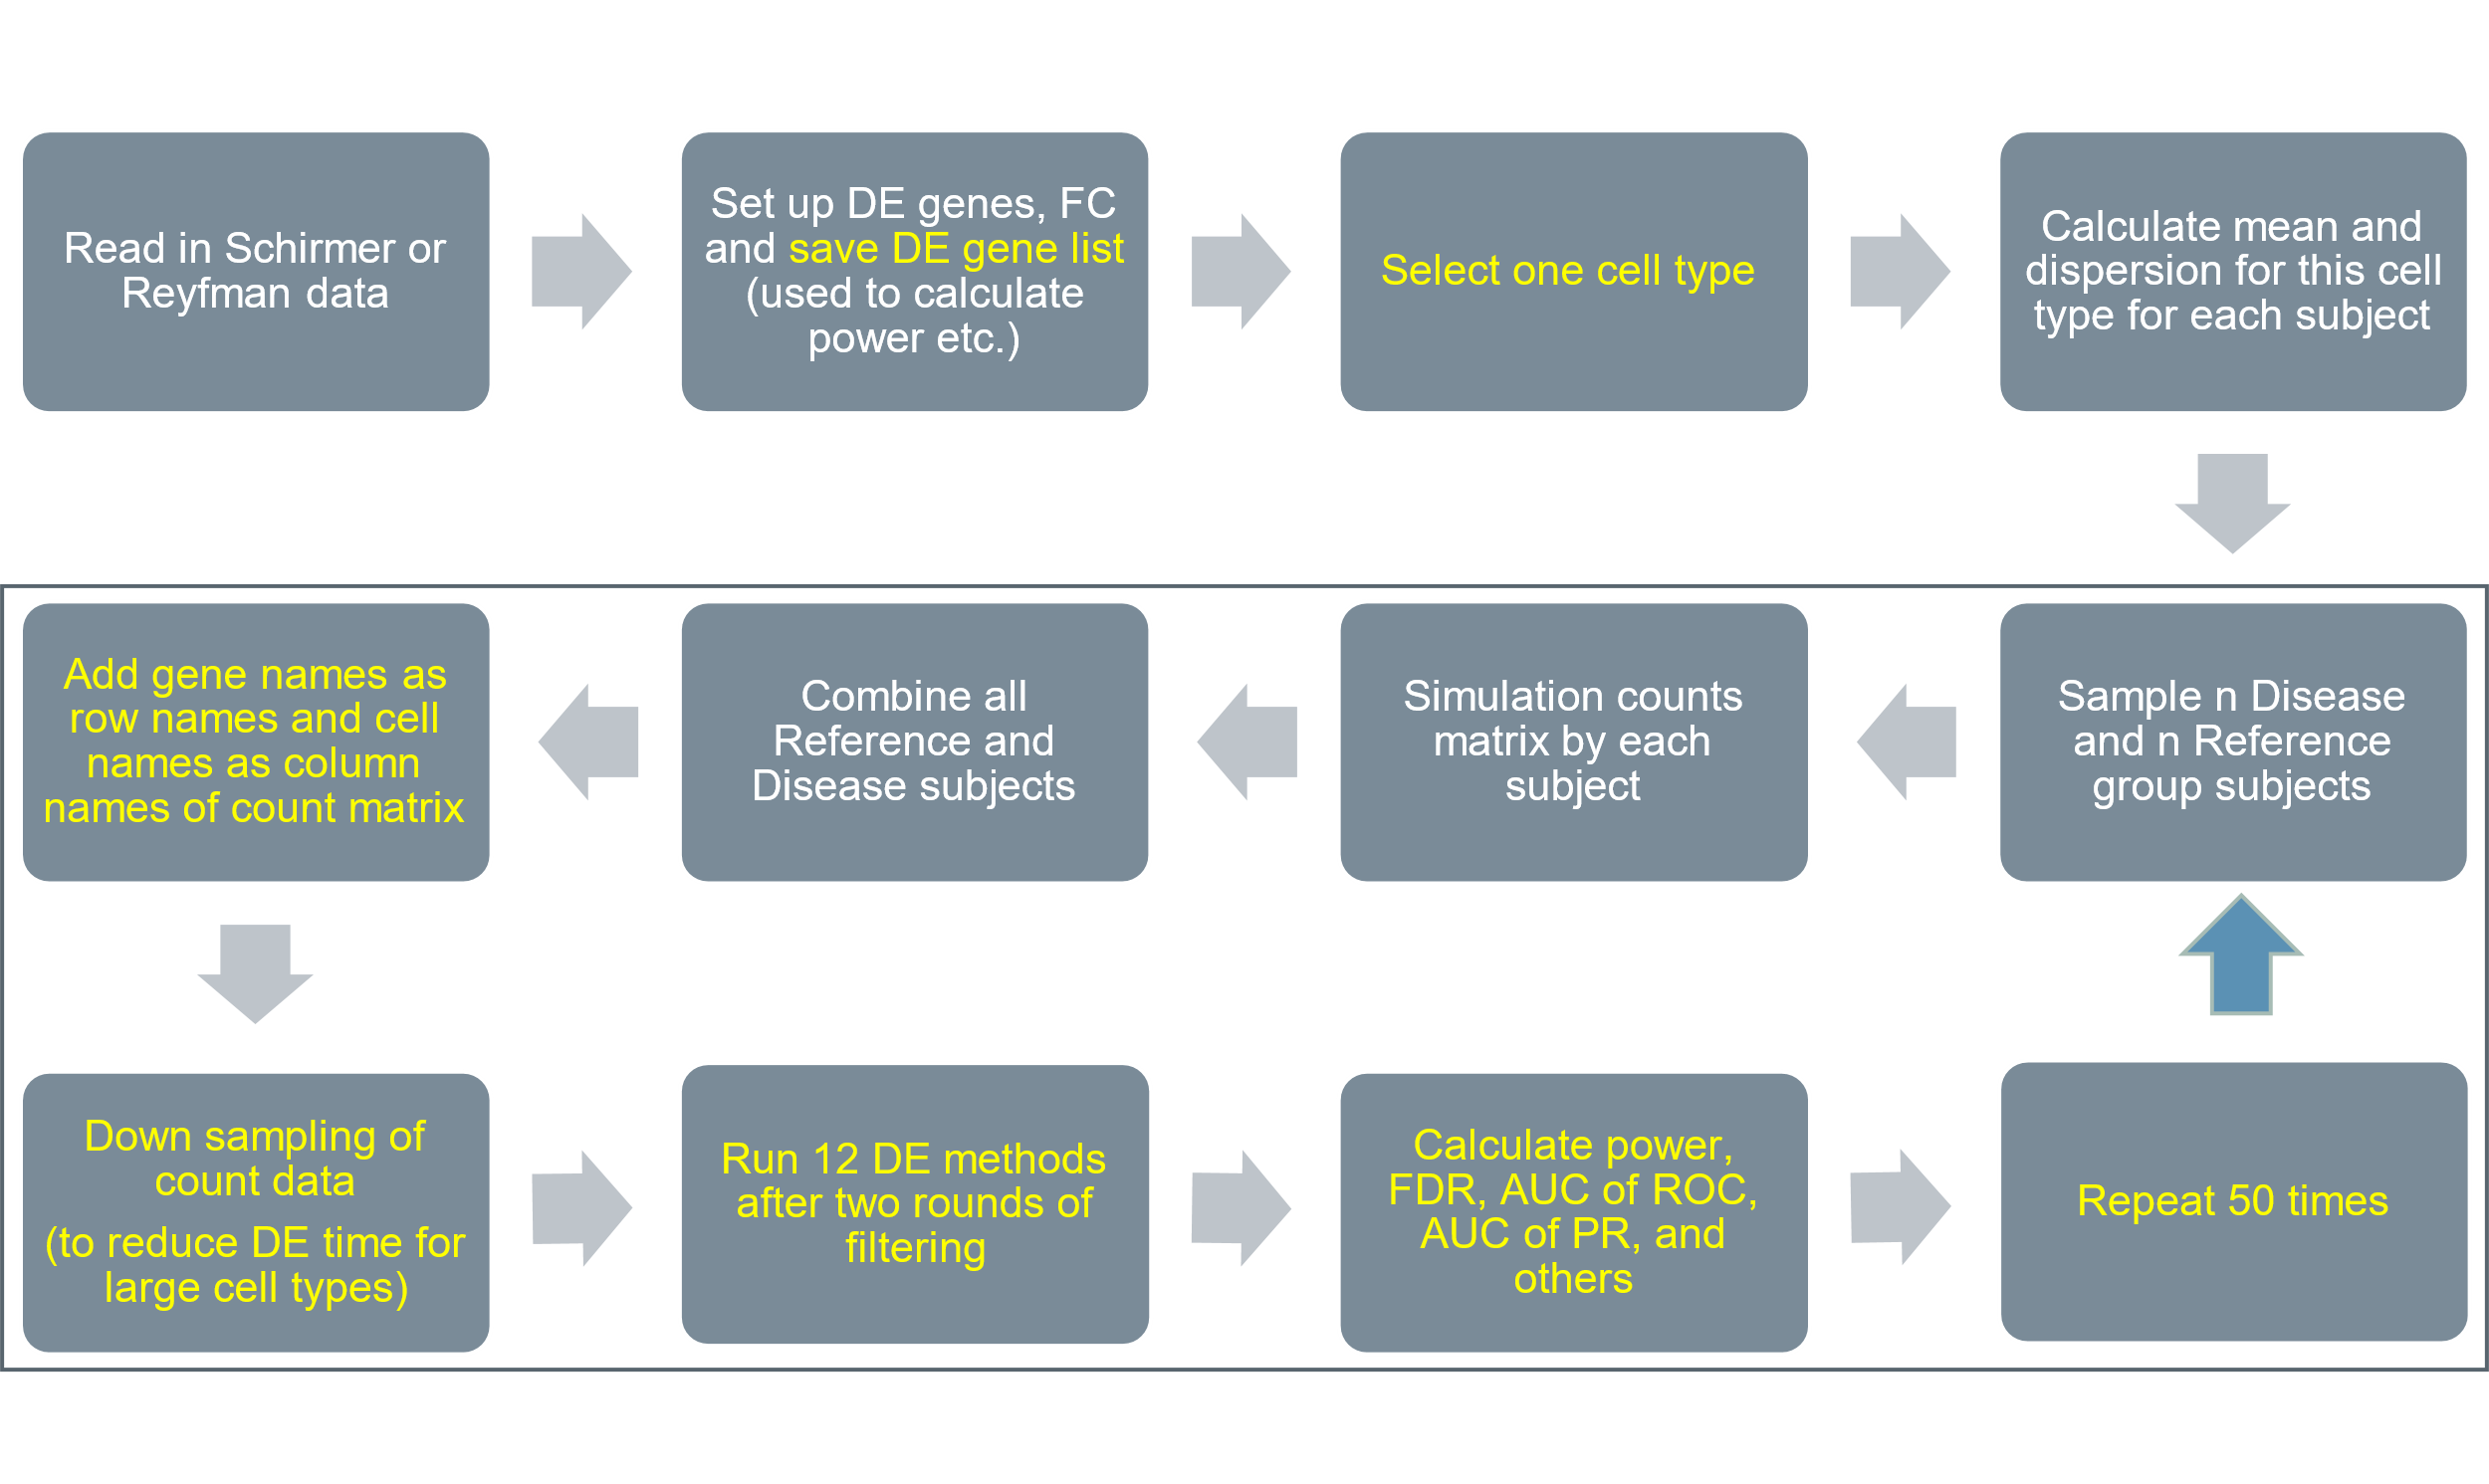 Read in Schirmer or
Reyfman data
Set up DE genes, FC
and save DE gene list
(used to calculate
power etc.)
Select one cell type
Calculate mean and
dispersion for this cell
type for each subject
Sample n Disease
and n Reference
group subjects
Simulation counts
matrix by each
subject
Combine all
Reference and
Disease subjects
Add gene names as
row names and cell
names as column
names of count matrix
Down sampling of
count data
(to reduce DE time for
large cell types)
Run 12 DE methods
after two rounds of
filtering
Calculate power,
FDR, AUC of ROC,
AUC of PR, and
others
Repeat 50 times